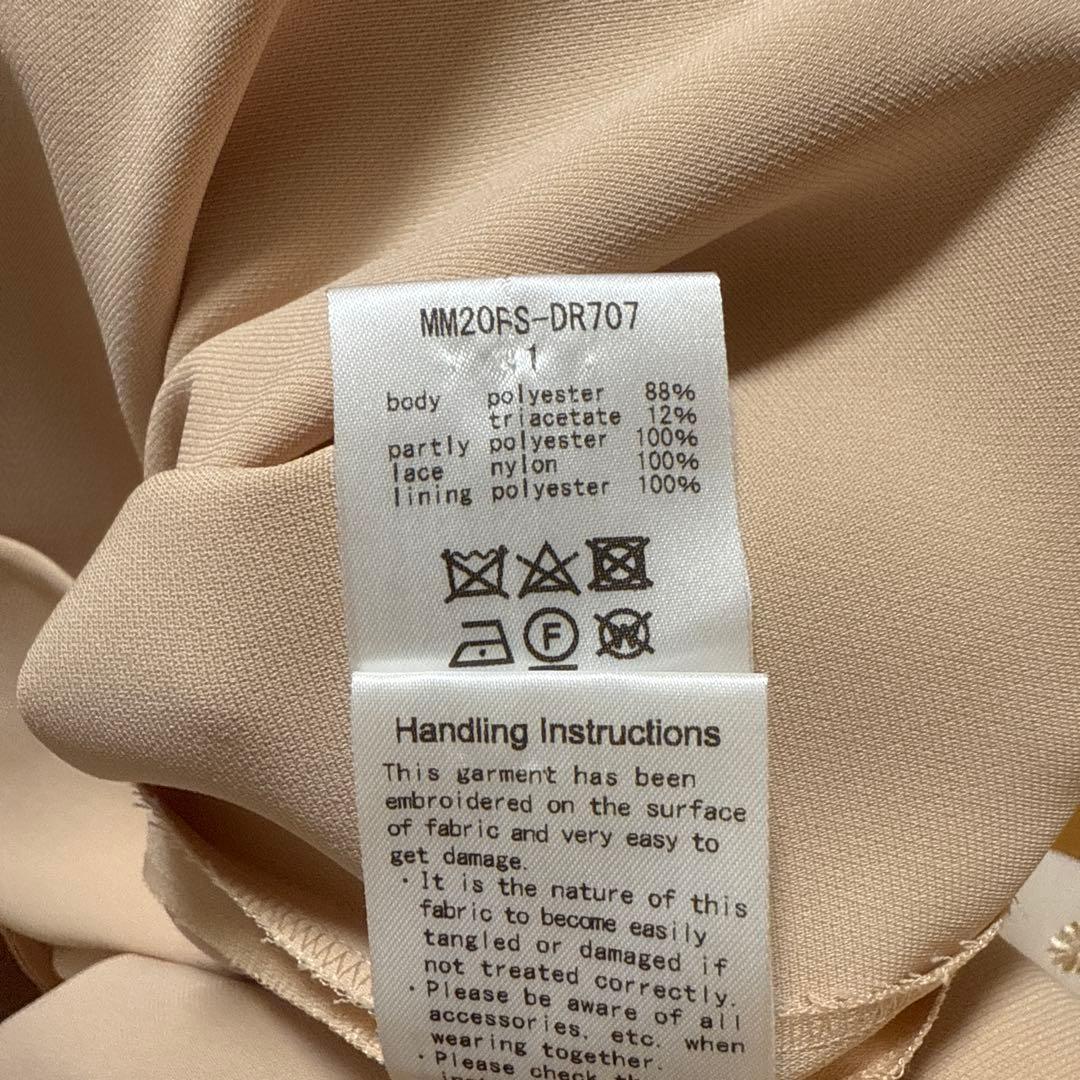 MM20FS-DR707
1
body polyester 88%
triacetate 12%
partly polyester 100%
lace nylon 100%
lining polyester 100%
F W
Handling Instructions
This garment has been
embroidered on the surface
of fabric and very easy to
get damage.
・It is the nature of this
fabric to become easily
tangled or damaged if
not treated correctly.
・Please be aware of all
accessories, etc. when
wearing together.
・Please check